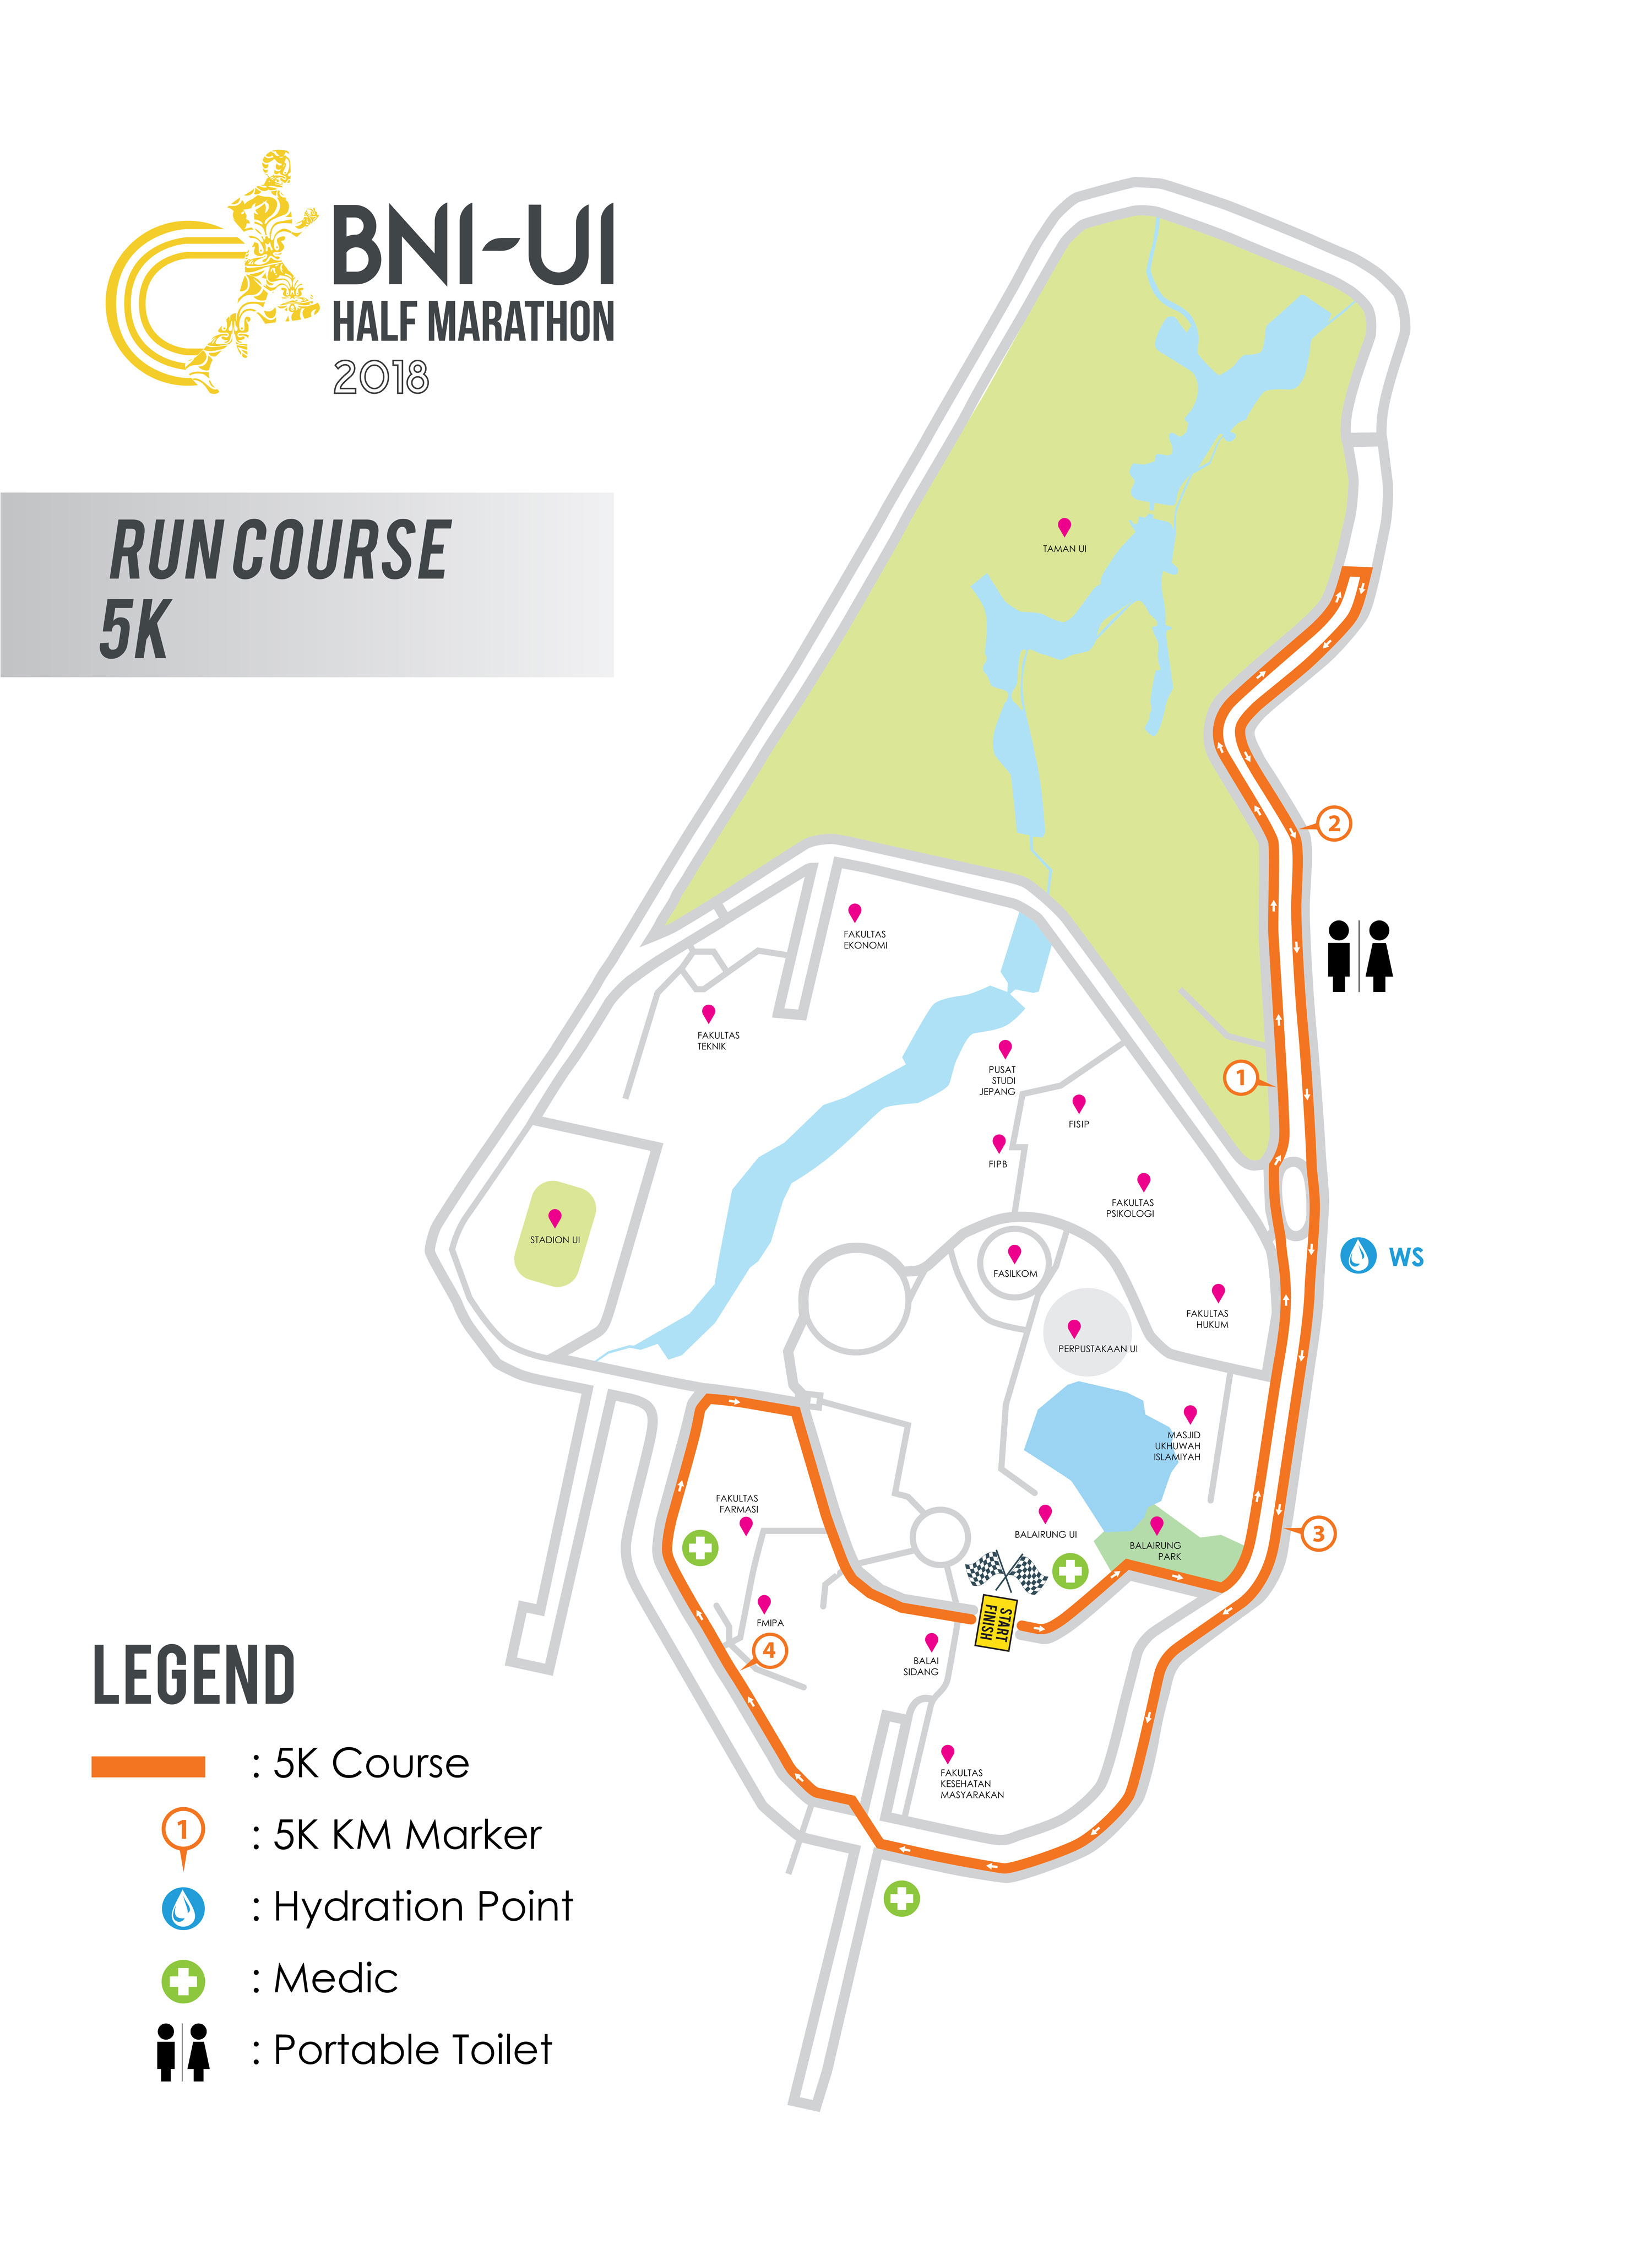 BNI-UI
HALF MARATHON
2018
RUN COURSE
5K
TAMAN UI
2
FAKULTAS
EKONOMI
FAKULTAS
TEKNIK
PUSAT
STUDI
JEPANG
1
FISIP
FIPB
FAKULTAS
PSIKOLOGI
STADION UI
WS
FASILKOM
FAKULTAS
HUKUM
PERPUSTAKAAN UI
MASJID
UKHUWAH
ISLAMIYAH
FAKULTAS
FARMASI
BALAIRUNG UI
BALAIRUNG
PARK
3
START
FINISH
FMIPA
4
BALAI
SIDANG
FAKULTAS
KESEHATAN
MASYARAKAN
LEGEND
: 5K Course
1 : 5K KM Marker
: Hydration Point
: Medic
: Portable Toilet